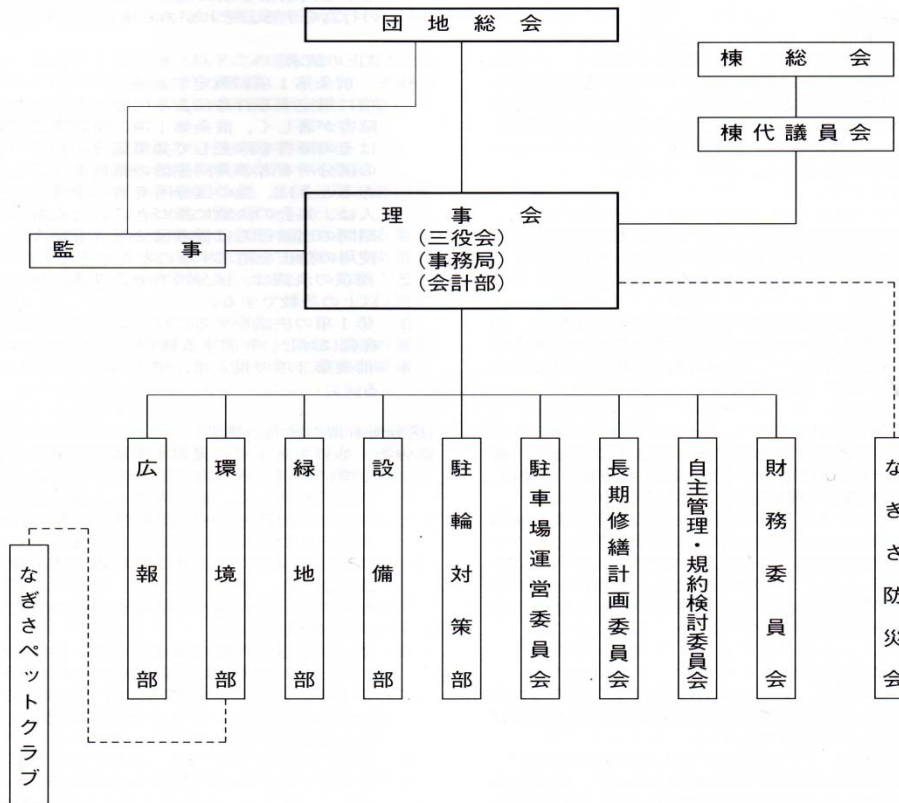 団地総会
棟総会
棟代議員会
理事会
(三役会)
(事務局)
(会計部)
監事
広報部
環境部
緑地部
設備部
駐輪対策部
駐車場運営委員会
長期修繕計画委員会
自主管理・規約検討委員会
財務委員会
なぎさ防災会
なぎさペットクラブ